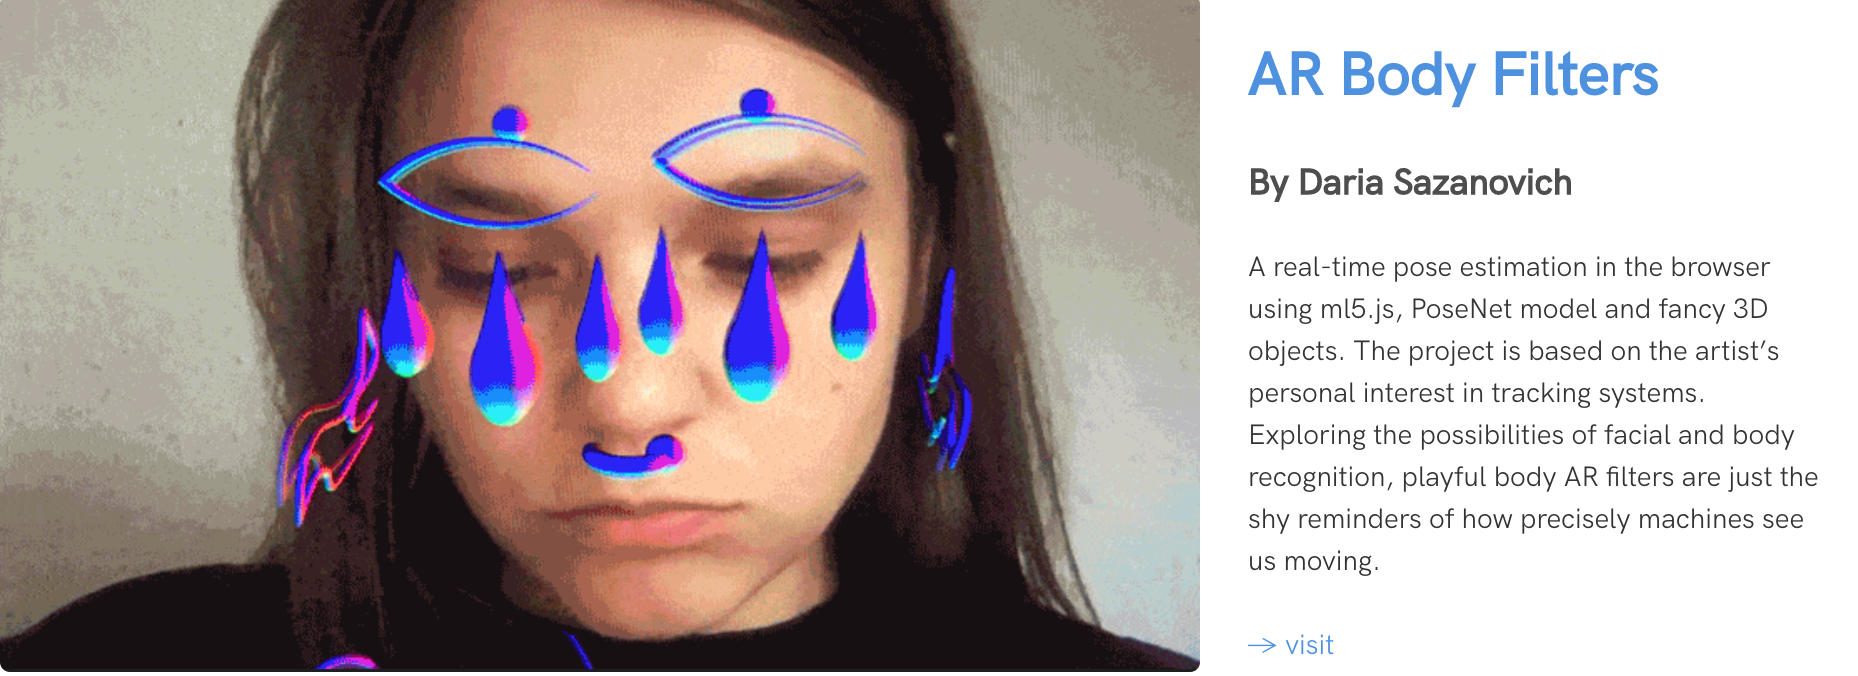 AR Body Filters
By Daria Sazanovich
A real-time pose estimation in the browser
using ml5.js, PoseNet model and fancy 3D
objects. The project is based on the artist’s
personal interest in tracking systems.
Exploring the possibilities of facial and body
recognition, playful body AR filters are just the
shy reminders of how precisely machines see
us moving.
→ visit